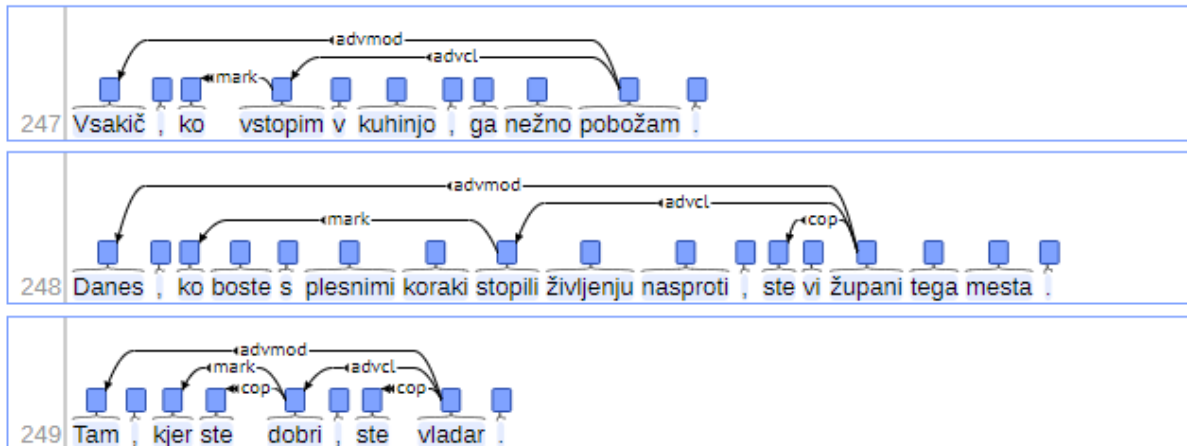 advmod
advcl
mark
247 Vsakič , ko vstopim v kuhinjo , ga nežno pobožam .
advmod
advcl
mark
cop
248 Danes , ko boste s plesnimi koraki stopili življenju nasproti , ste vi župani tega mesta .
advmod
mark advcl
cop cop
249 Tam , kjer ste dobri , ste vladar .